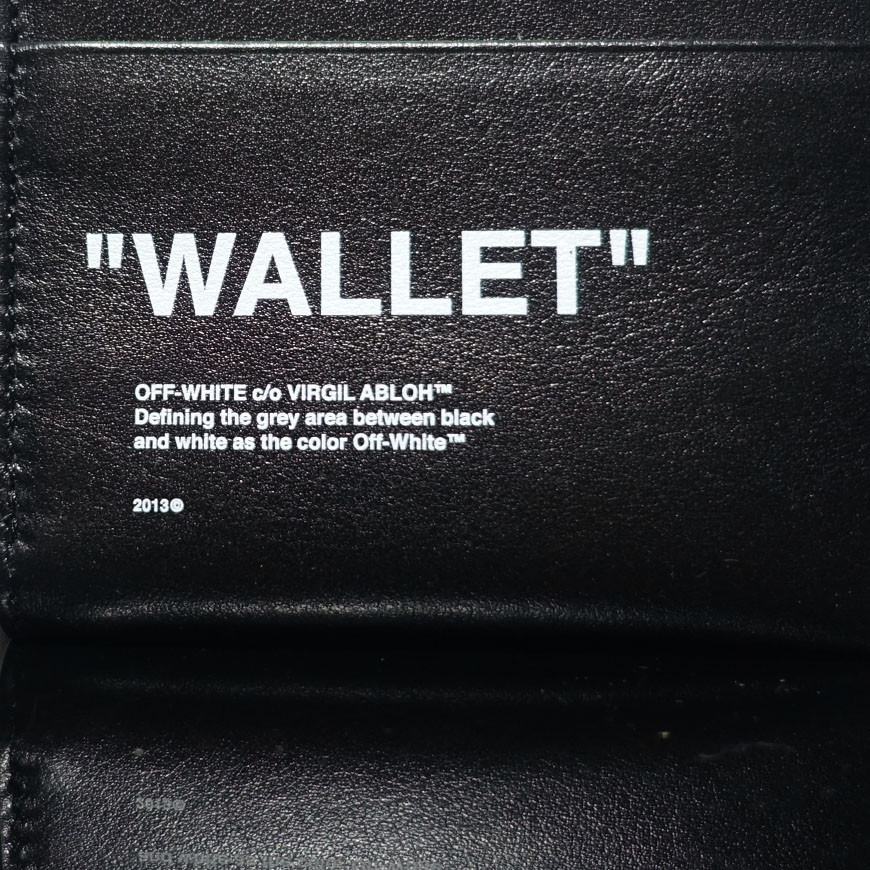 "WALLET"
OFF-WHITE c/o VIRGIL ABLOH™
Defining the grey area between black
and white as the color Off-White™
2013©